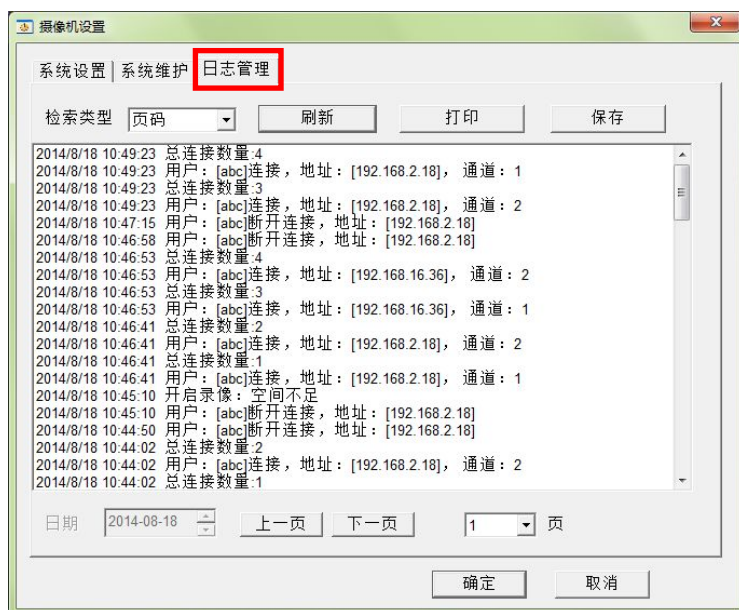 摄像机设置
系统设置 系统维护 日志管理
检索类型 页码 刷新 打印 保存
2014/8/18 10:49:23 总连接数量:4
2014/8/18 10:49:23 用户：[abc]连接，地址：[192.168.2.18]，通道：1
2014/8/18 10:49:23 总连接数量:3
2014/8/18 10:49:23 用户：[abc]连接，地址：[192.168.2.18]，通道：2
2014/8/18 10:47:15 用户：[abc]断开连接，地址：[192.168.2.18]
2014/8/18 10:46:58 用户：[abc]断开连接，地址：[192.168.2.18]
2014/8/18 10:46:53 总连接数量:4
2014/8/18 10:46:53 用户：[abc]连接，地址：[192.168.16.36]，通道：2
2014/8/18 10:46:53 总连接数量:3
2014/8/18 10:46:53 用户：[abc]连接，地址：[192.168.16.36]，通道：1
2014/8/18 10:46:41 总连接数量:2
2014/8/18 10:46:41 用户：[abc]连接，地址：[192.168.2.18]，通道：2
2014/8/18 10:46:41 总连接数量:1
2014/8/18 10:46:41 用户：[abc]连接，地址：[192.168.2.18]，通道：1
2014/8/18 10:45:10 开启录像：空间不足
2014/8/18 10:45:10 用户：[abc]断开连接，地址：[192.168.2.18]
2014/8/18 10:44:50 用户：[abc]断开连接，地址：[192.168.2.18]
2014/8/18 10:44:02 总连接数量:2
2014/8/18 10:44:02 用户：[abc]连接，地址：[192.168.2.18]，通道：2
2014/8/18 10:44:02 总连接数量:1
日期 2014-08-18 上一页 下一页 1 页
确定 取消